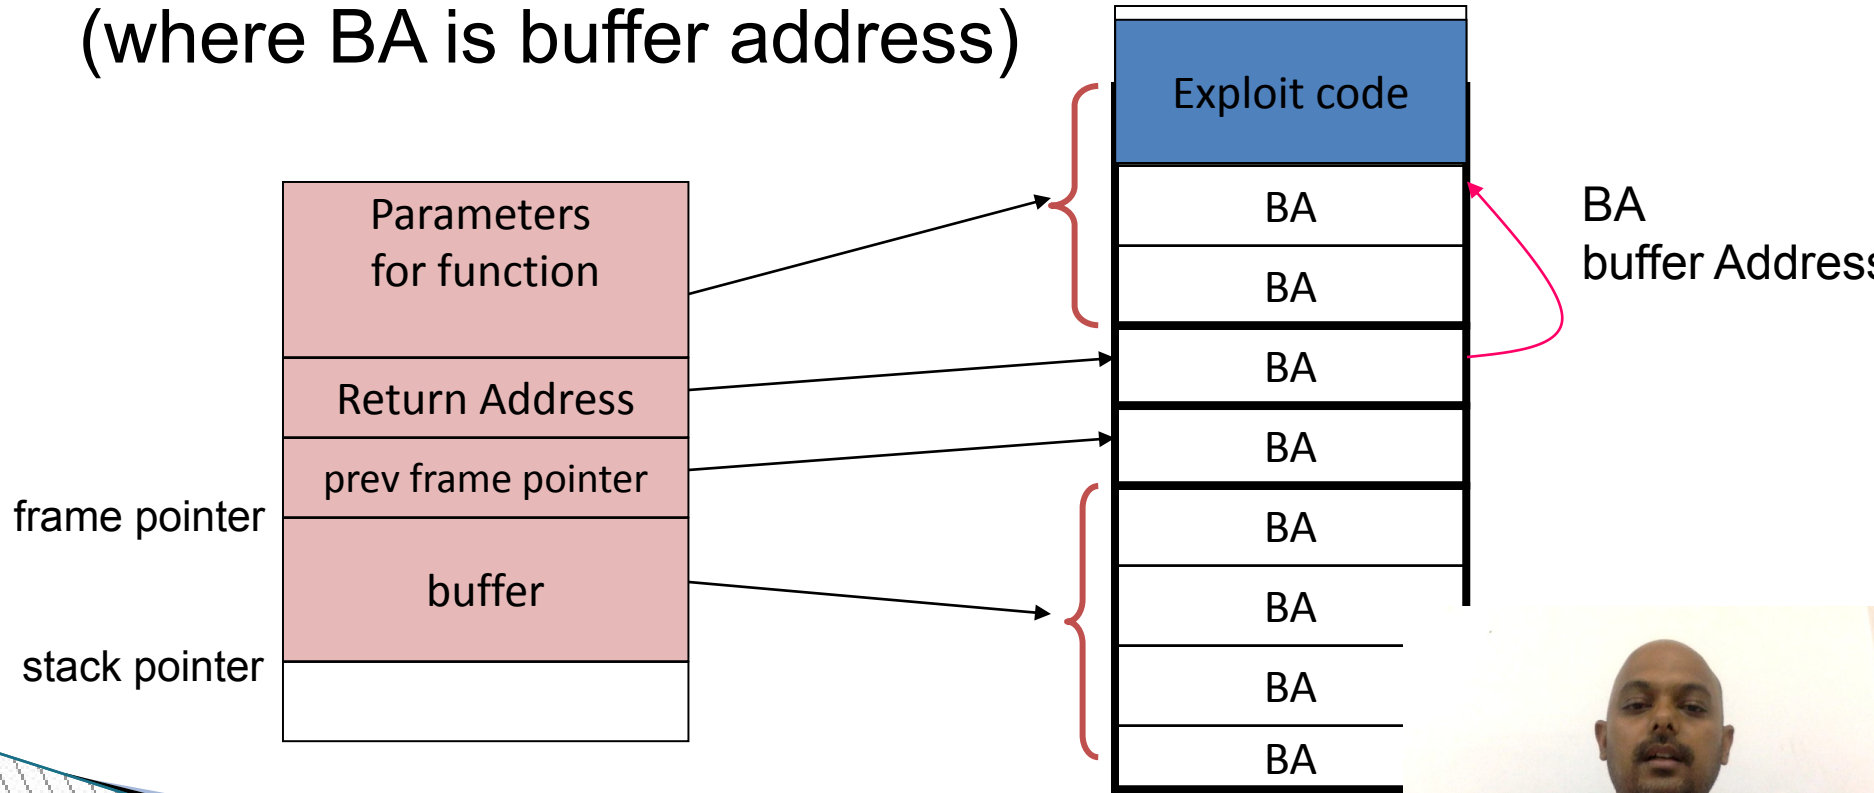 (where BA is buffer address)
Parameters
for function
Return Address
prev frame pointer
buffer
frame pointer
stack pointer
Exploit code
BA
BA
BA
BA
BA
BA
BA
BA
BA
buffer Address